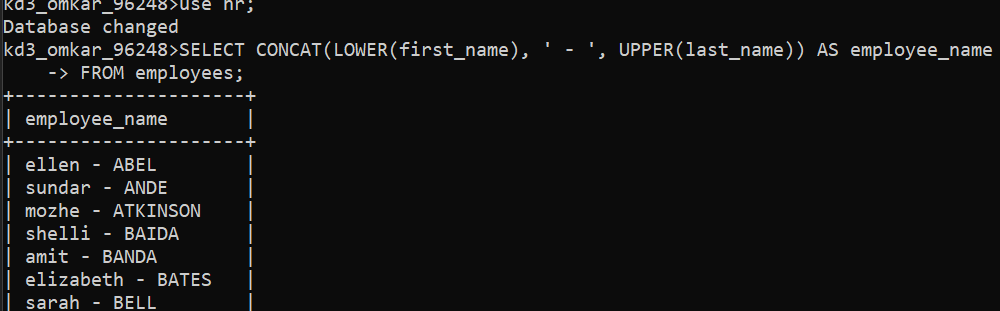 kd3_omkar_96248>use hr;
Database changed
kd3_omkar_96248>SELECT CONCAT(LOWER(first_name), ' - ', UPPER(last_name)) AS employee_name
    -> FROM employees;
+---------------------+
| employee_name       |
+---------------------+
| ellen - ABEL        |
| sundar - ANDE       |
| mozhe - ATKINSON    |
| shelli - BAIDA      |
| amit - BANDA        |
| elizabeth - BATES   |
| sarah - BELL        |